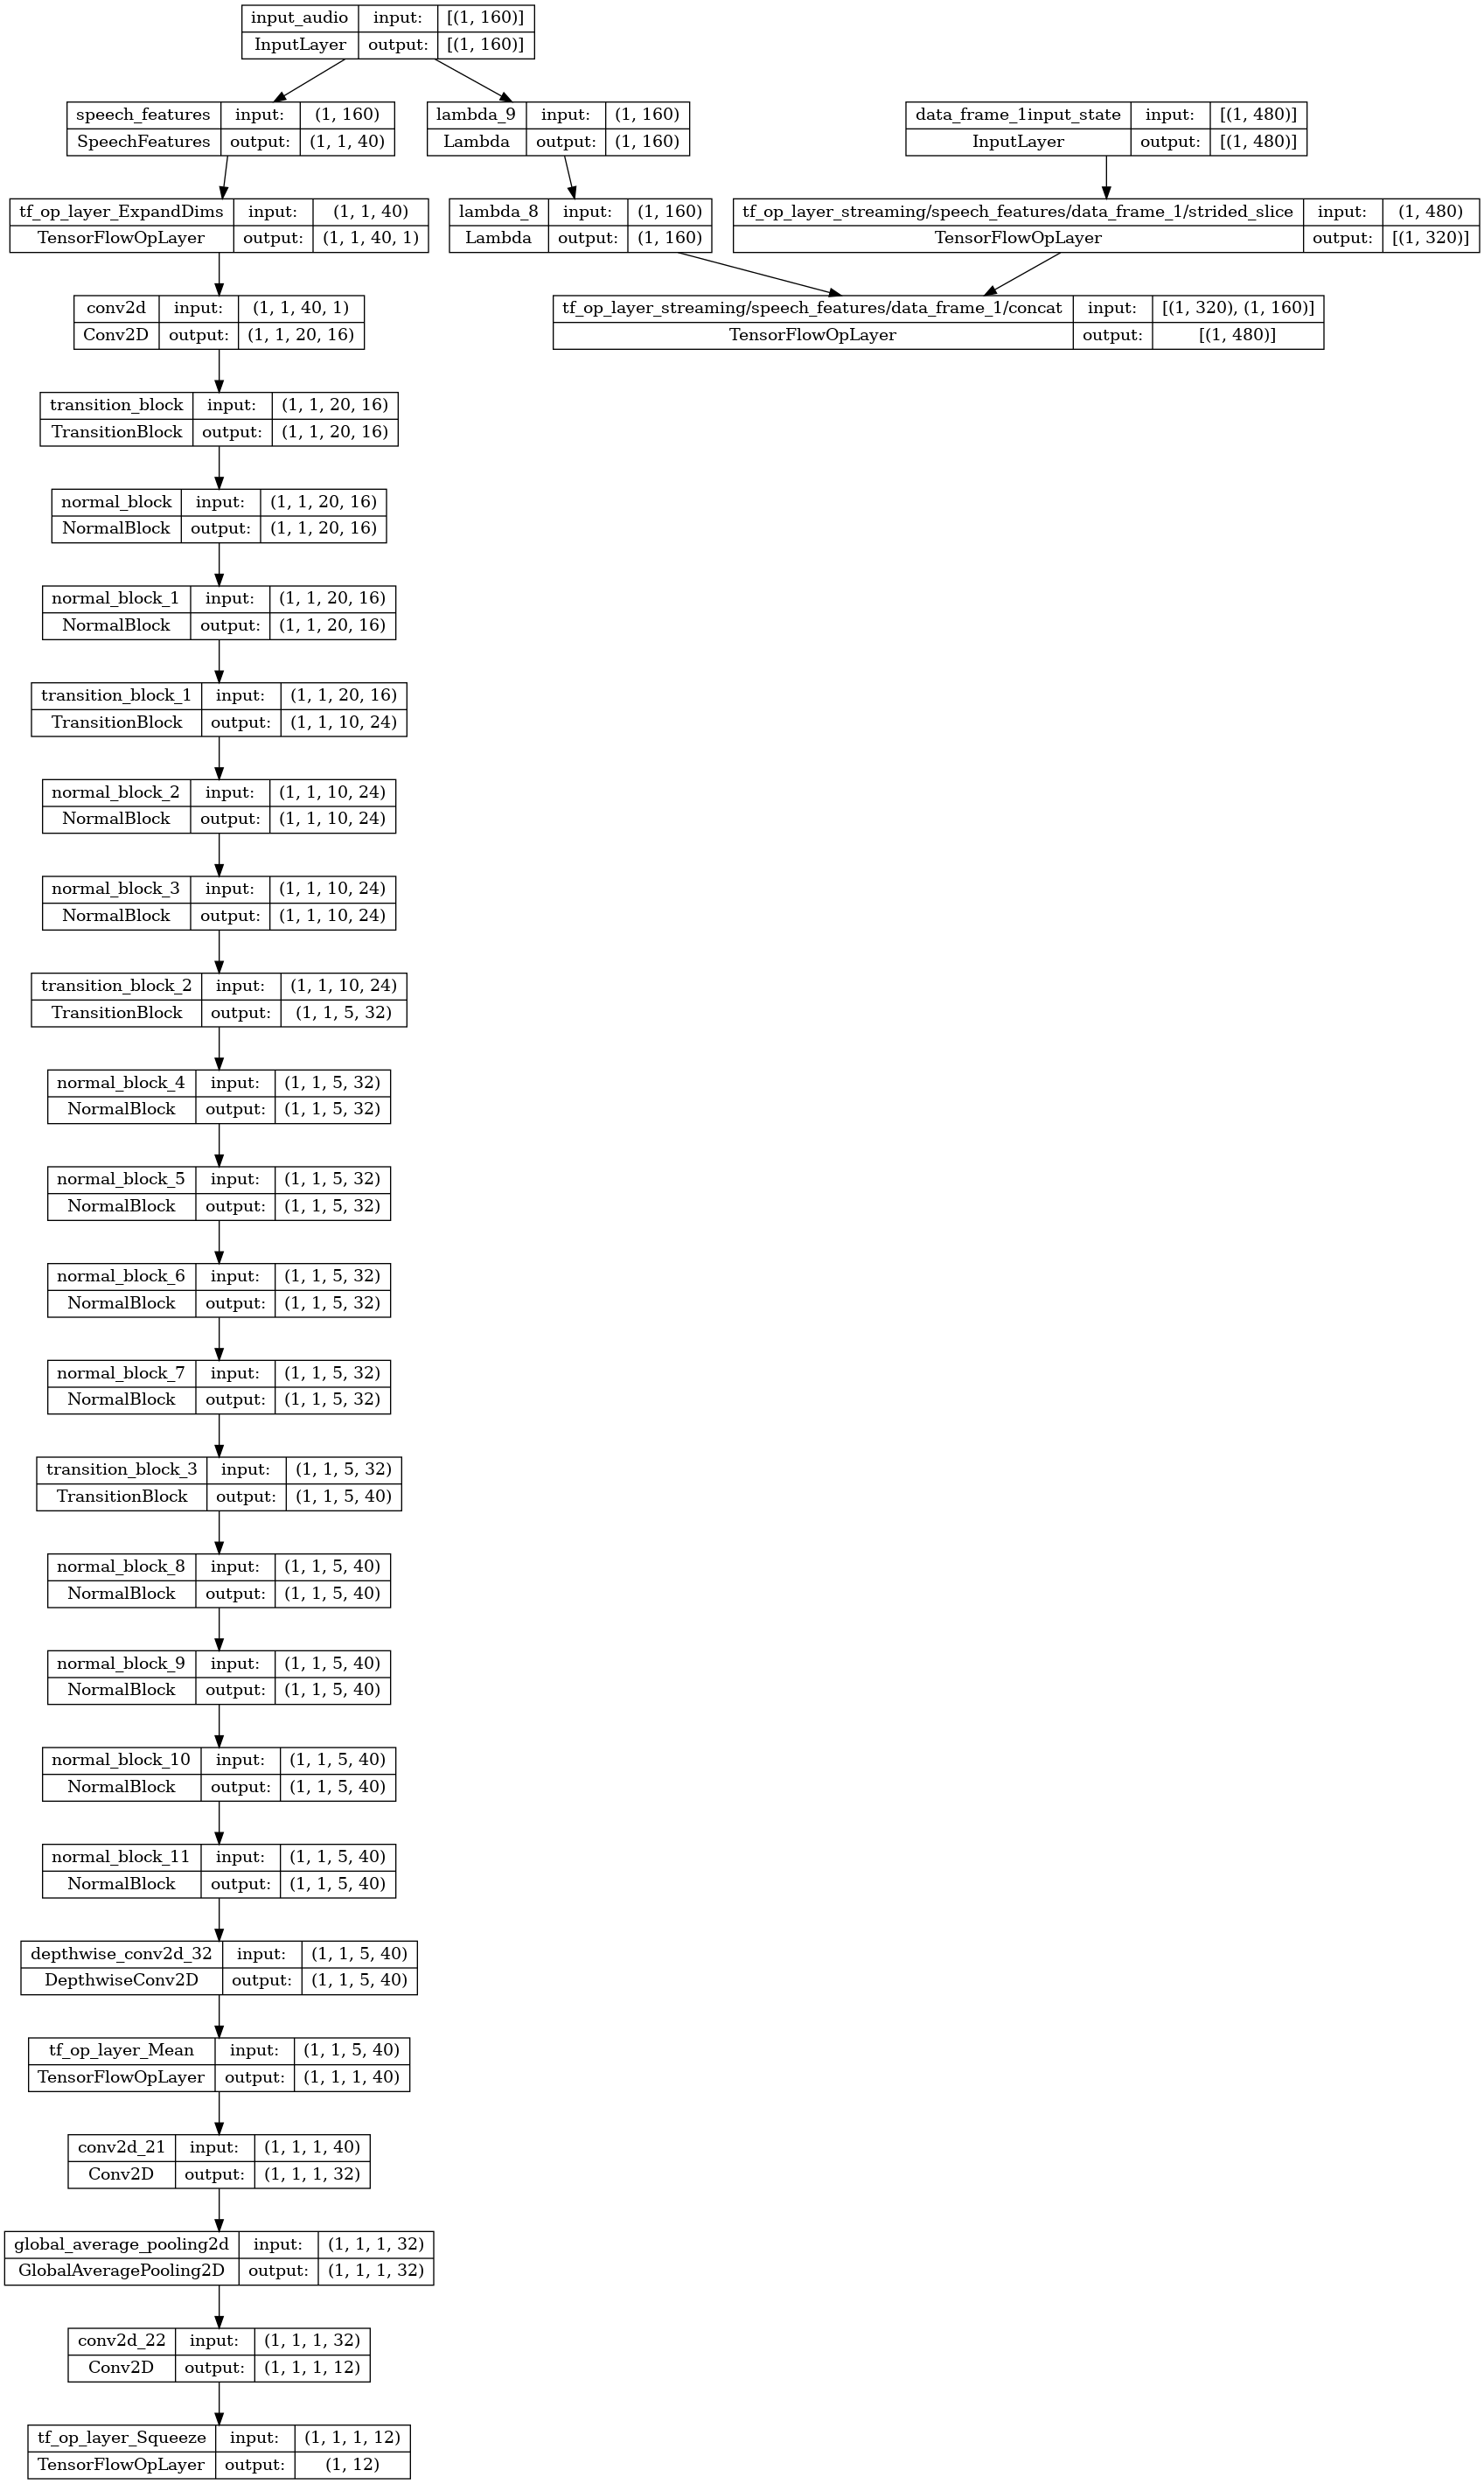 input_audio input: [(1, 160)]
InputLayer output: [(1, 160)]
speech_features input: (1, 160)
SpeechFeatures output: (1, 1, 40)
lambda_9 input: (1, 160)
Lambda output: (1, 160)
data_frame_1input_state input: [(1, 480)]
InputLayer output: [(1, 480)]
tf_op_layer_ExpandDims input: (1, 1, 40)
TensorFlowOpLayer output: (1, 1, 40, 1)
lambda_8 input: (1, 160)
Lambda output: (1, 160)
tf_op_layer_streaming/speech_features/data_frame_1/strided_slice input: (1, 480)
TensorFlowOpLayer output: [(1, 320)]
conv2d input: (1, 1, 40, 1)
Conv2D output: (1, 1, 20, 16)
tf_op_layer_streaming/speech_features/data_frame_1/concat input: [(1, 320), (1, 160)]
TensorFlowOpLayer output: [(1, 480)]
transition_block input: (1, 1, 20, 16)
TransitionBlock output: (1, 1, 20, 16)
normal_block input: (1, 1, 20, 16)
NormalBlock output: (1, 1, 20, 16)
normal_block_1 input: (1, 1, 20, 16)
NormalBlock output: (1, 1, 20, 16)
transition_block_1 input: (1, 1, 20, 16)
TransitionBlock output: (1, 1, 10, 24)
normal_block_2 input: (1, 1, 10, 24)
NormalBlock output: (1, 1, 10, 24)
normal_block_3 input: (1, 1, 10, 24)
NormalBlock output: (1, 1, 10, 24)
transition_block_2 input: (1, 1, 10, 24)
TransitionBlock output: (1, 1, 5, 32)
normal_block_4 input: (1, 1, 5, 32)
NormalBlock output: (1, 1, 5, 32)
normal_block_5 input: (1, 1, 5, 32)
NormalBlock output: (1, 1, 5, 32)
normal_block_6 input: (1, 1, 5, 32)
NormalBlock output: (1, 1, 5, 32)
normal_block_7 input: (1, 1, 5, 32)
NormalBlock output: (1, 1, 5, 32)
transition_block_3 input: (1, 1, 5, 32)
TransitionBlock output: (1, 1, 5, 40)
normal_block_8 input: (1, 1, 5, 40)
NormalBlock output: (1, 1, 5, 40)
normal_block_9 input: (1, 1, 5, 40)
NormalBlock output: (1, 1, 5, 40)
normal_block_10 input: (1, 1, 5, 40)
NormalBlock output: (1, 1, 5, 40)
normal_block_11 input: (1, 1, 5, 40)
NormalBlock output: (1, 1, 5, 40)
depthwise_conv2d_32 input: (1, 1, 5, 40)
DepthwiseConv2D output: (1, 1, 5, 40)
tf_op_layer_Mean input: (1, 1, 5, 40)
TensorFlowOpLayer output: (1, 1, 1, 40)
conv2d_21 input: (1, 1, 1, 40)
Conv2D output: (1, 1, 1, 32)
global_average_pooling2d input: (1, 1, 1, 32)
GlobalAveragePooling2D output: (1, 1, 1, 32)
conv2d_22 input: (1, 1, 1, 32)
Conv2D output: (1, 1, 1, 12)
tf_op_layer_Squeeze input: (1, 1, 1, 12)
TensorFlowOpLayer output: (1, 12)